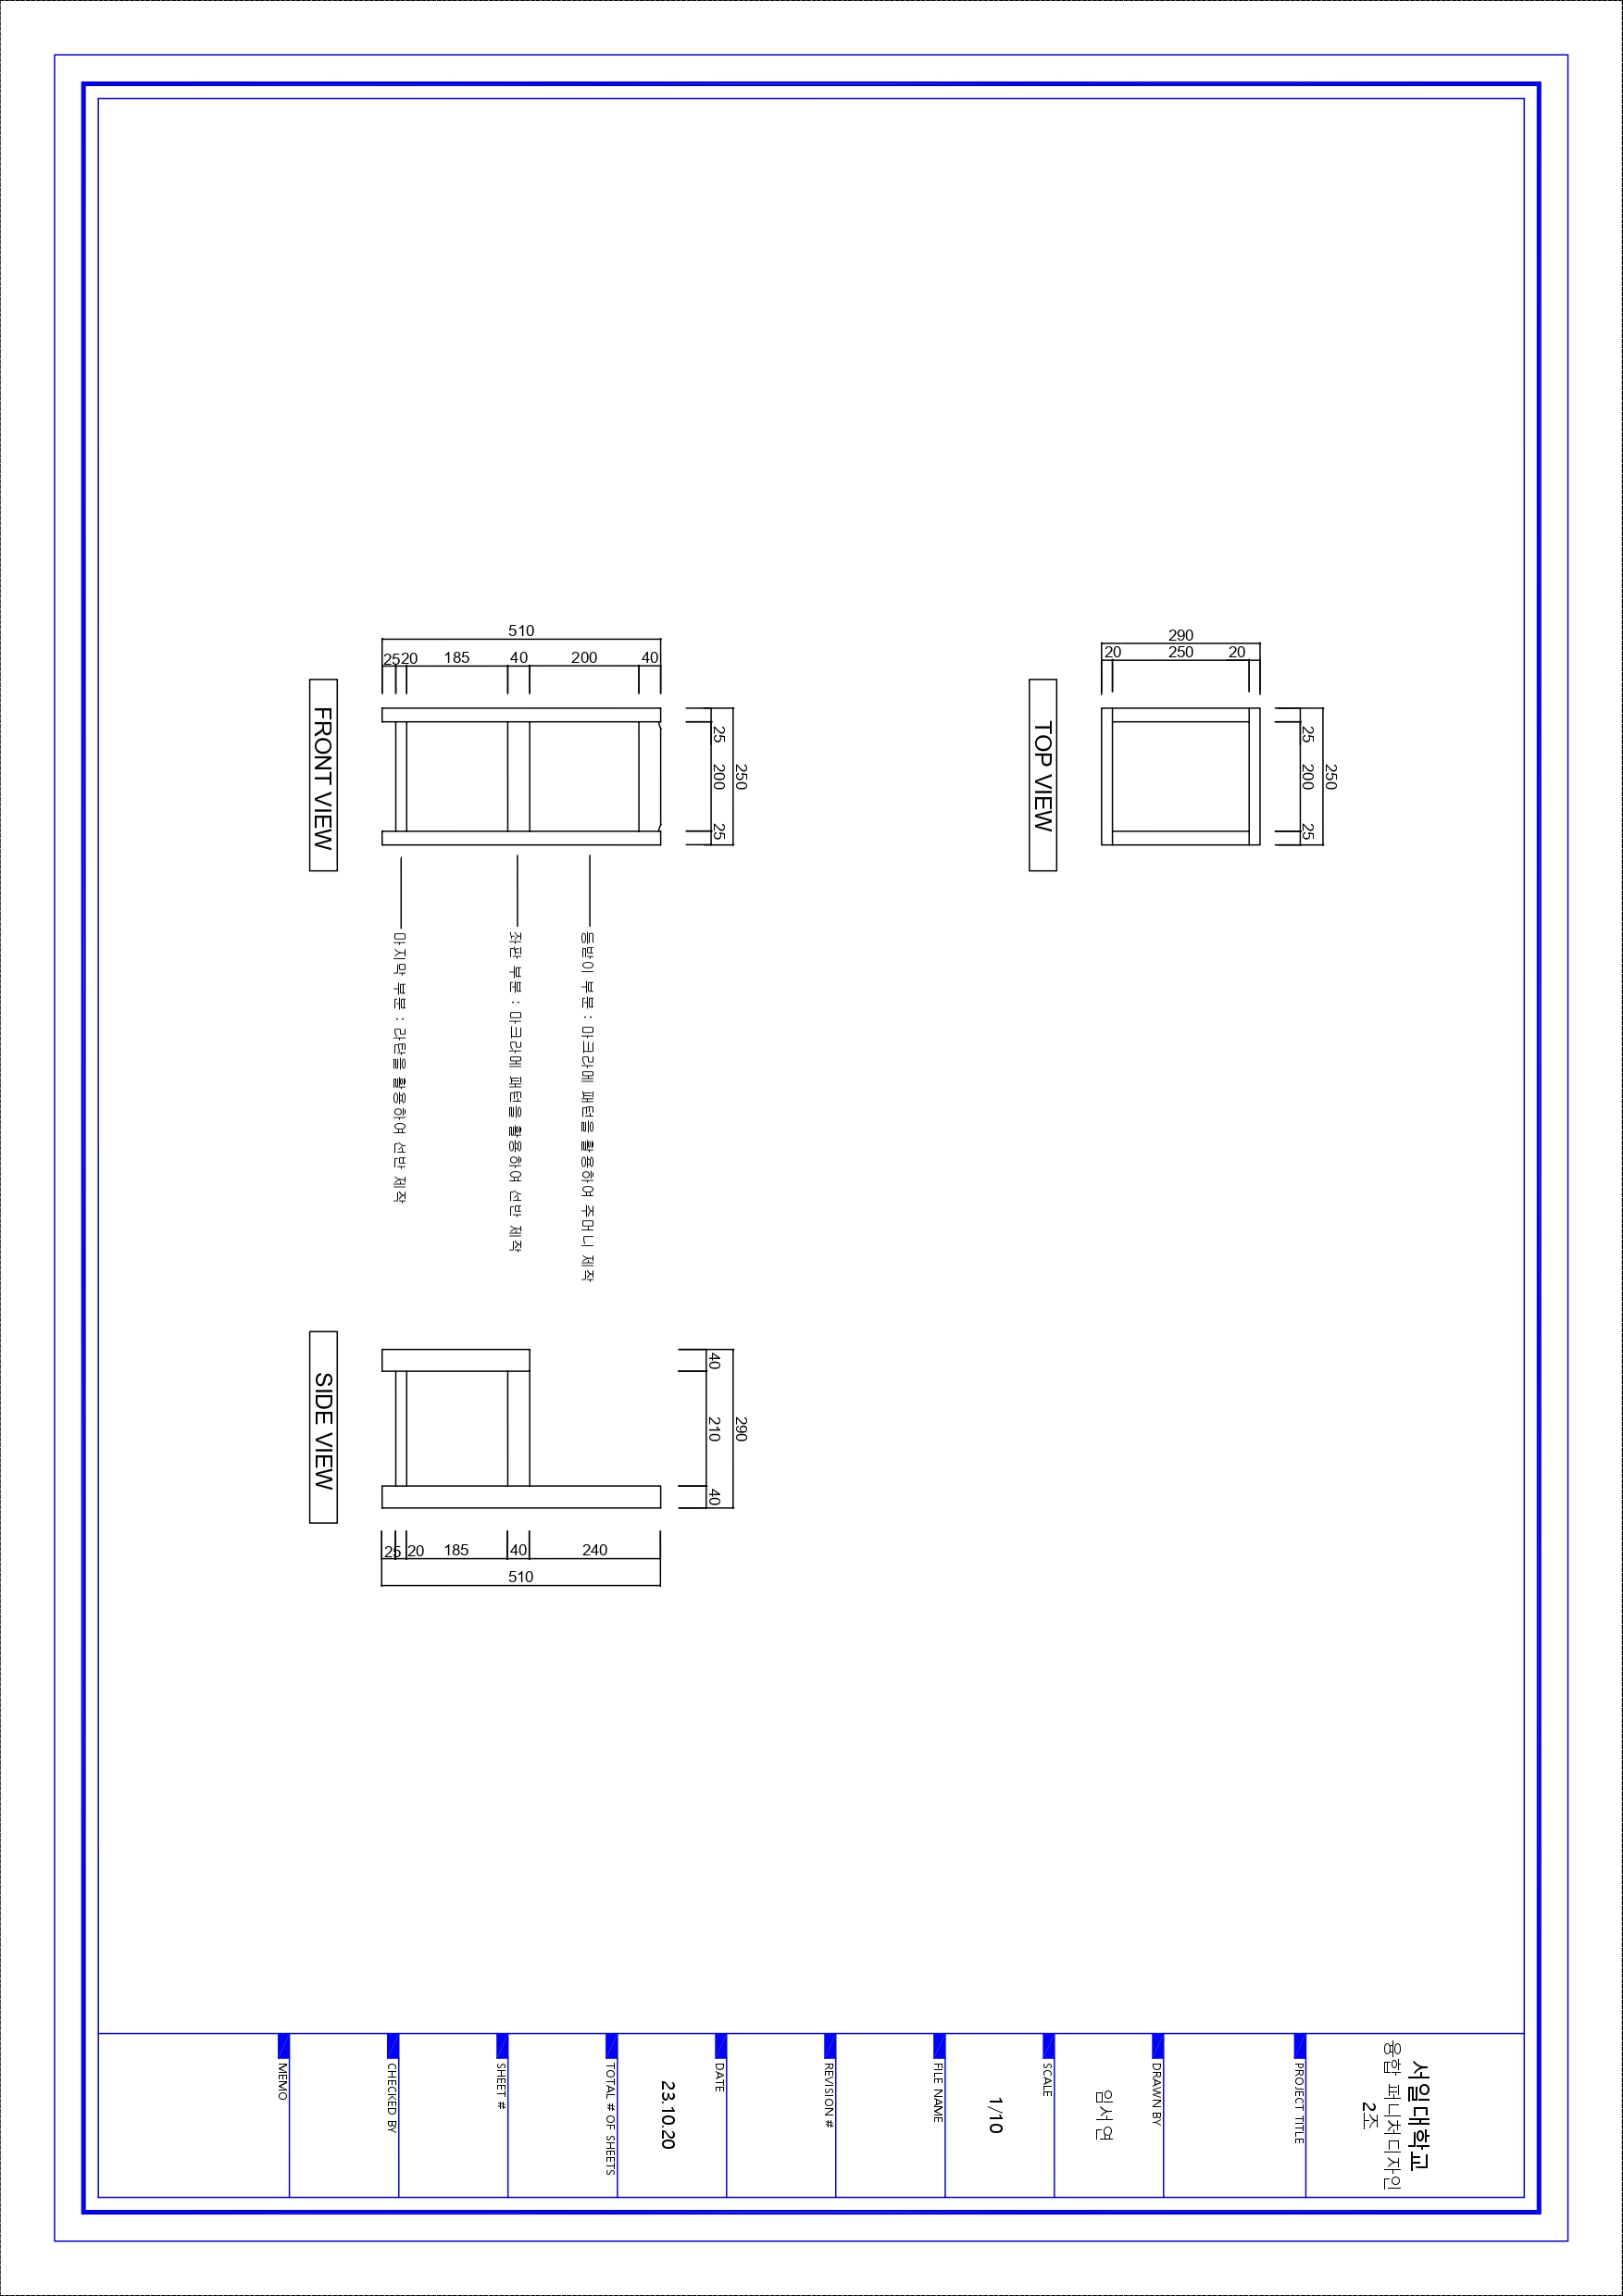 290
20
250
20
25
200
25
250
TOP VIEW
510
25
20
185
40
200
40
25
200
25
250
FRONT VIEW
등받이 부분 : 마크라메 패턴을 활용하여 주머니 제작
좌판 부분 : 마크라메 패턴을 활용하여 선반 제작
마지막 부분 : 라탄을 활용하여 선반 제작
40
210
40
290
25
20
185
40
240
510
SIDE VIEW
서일대학교
융합 퍼니처디자인
2조
PROJECT TITLE
DRAWN BY
임서연
SCALE
1/10
FILE NAME
REVISION #
DATE
23.10.20
TOTAL # OF SHEETS
SHEET #
CHECKED BY
MEMO